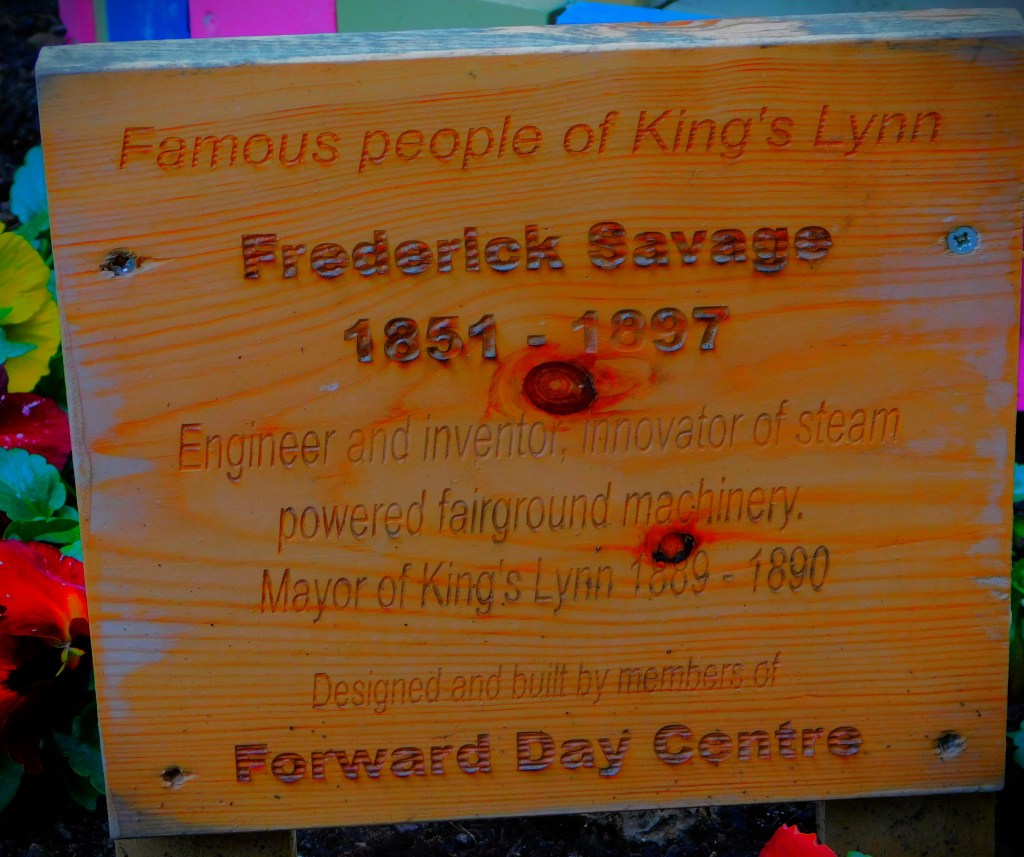 Famous people of King's Lynn
Frederick Savage
1851 - 1897
Engineer and inventor, innovator of steam
powered fairground machinery.
Mayor of King's Lynn 1889 - 1890
Designed and built by members of
Forward Day Centre